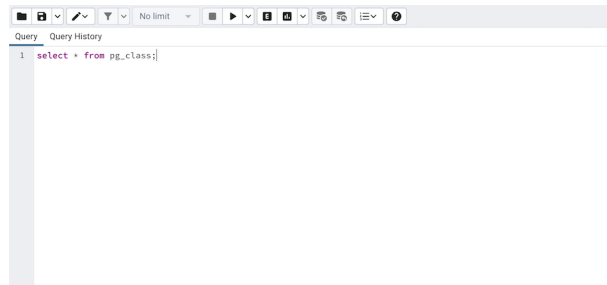 No limit
E
Query Query History
1 select * from pg_class;